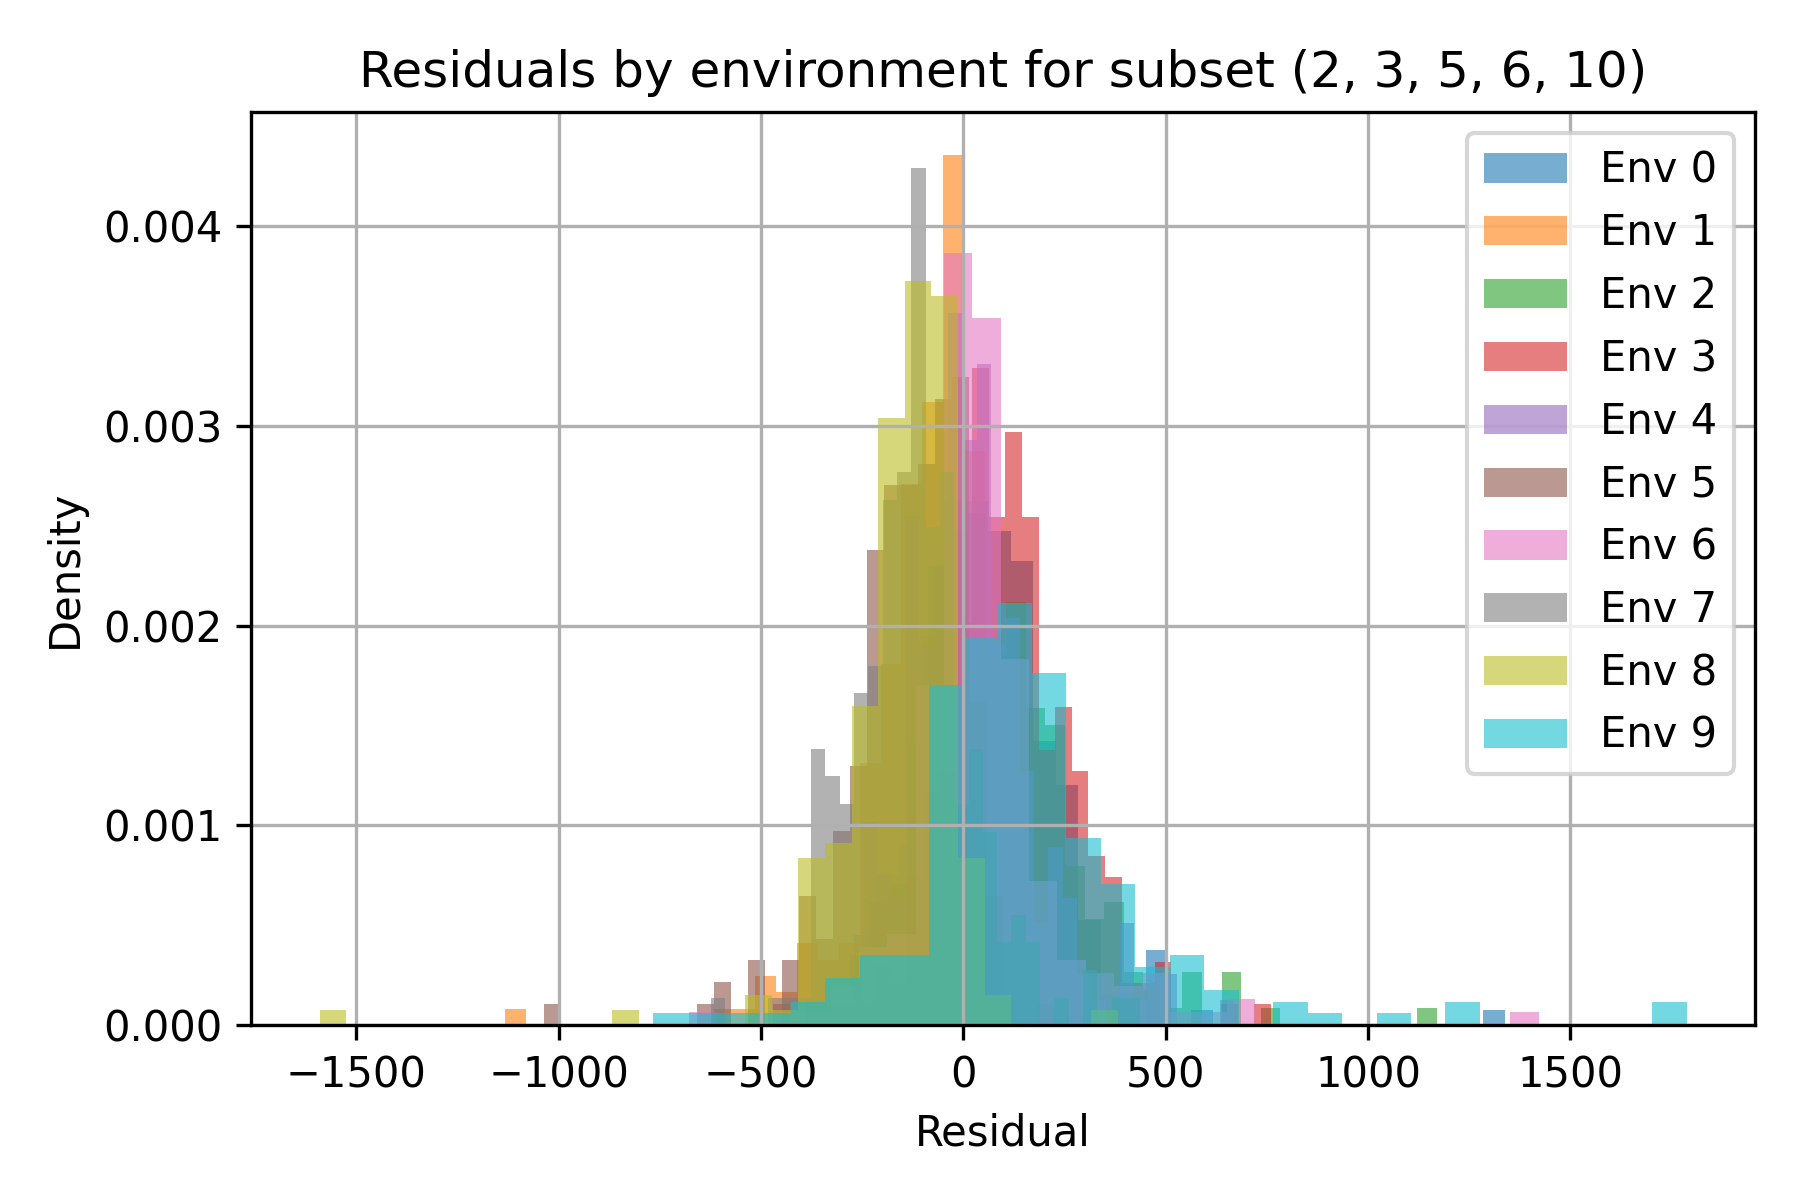 Residuals by environment for subset (2, 3, 5, 6, 10)
Density
0.004
0.003
0.002
0.001
0.000
−1500
−1000
−500
0
500
1000
1500
Residual
Env 0
Env 1
Env 2
Env 3
Env 4
Env 5
Env 6
Env 7
Env 8
Env 9